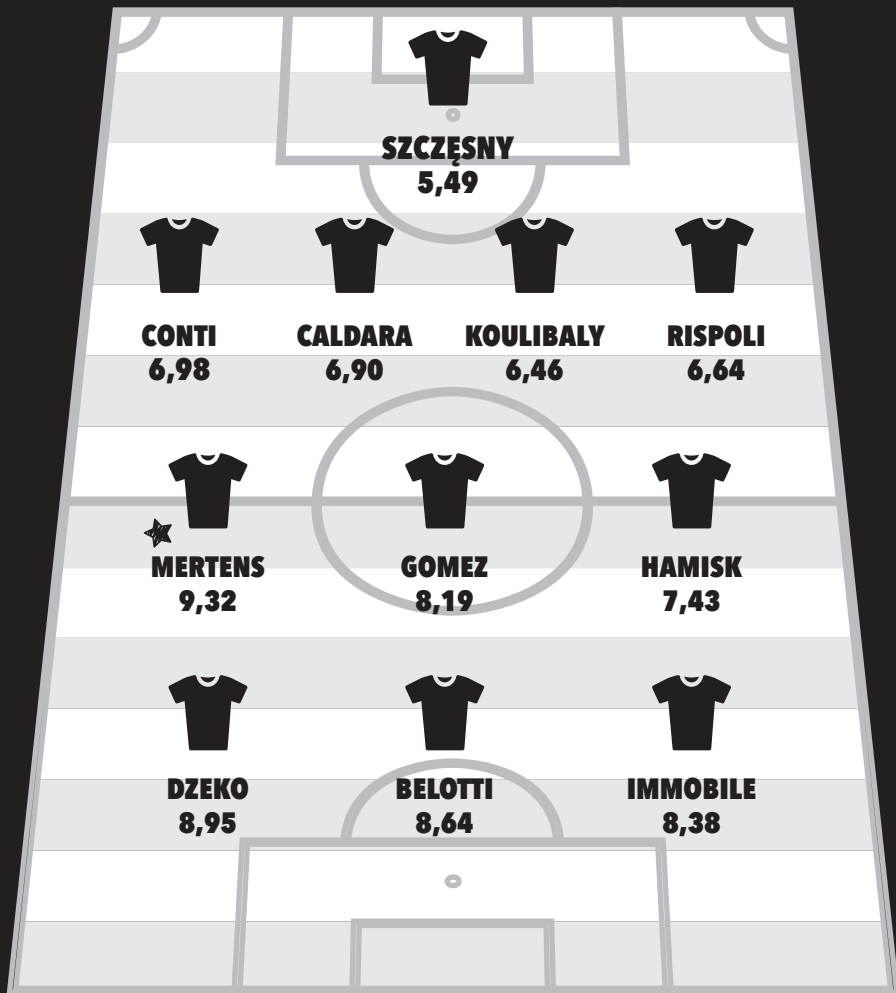 SZCZĘSNY
5,49
CONTI CALDARA KOULIBALY RISPOLI
6,98 6,90 6,46 6,64
MERTENS GOMEZ HAMISK
9,32 8,19 7,43
DZEKO BELOTTI IMMOBILE
8,95 8,64 8,38